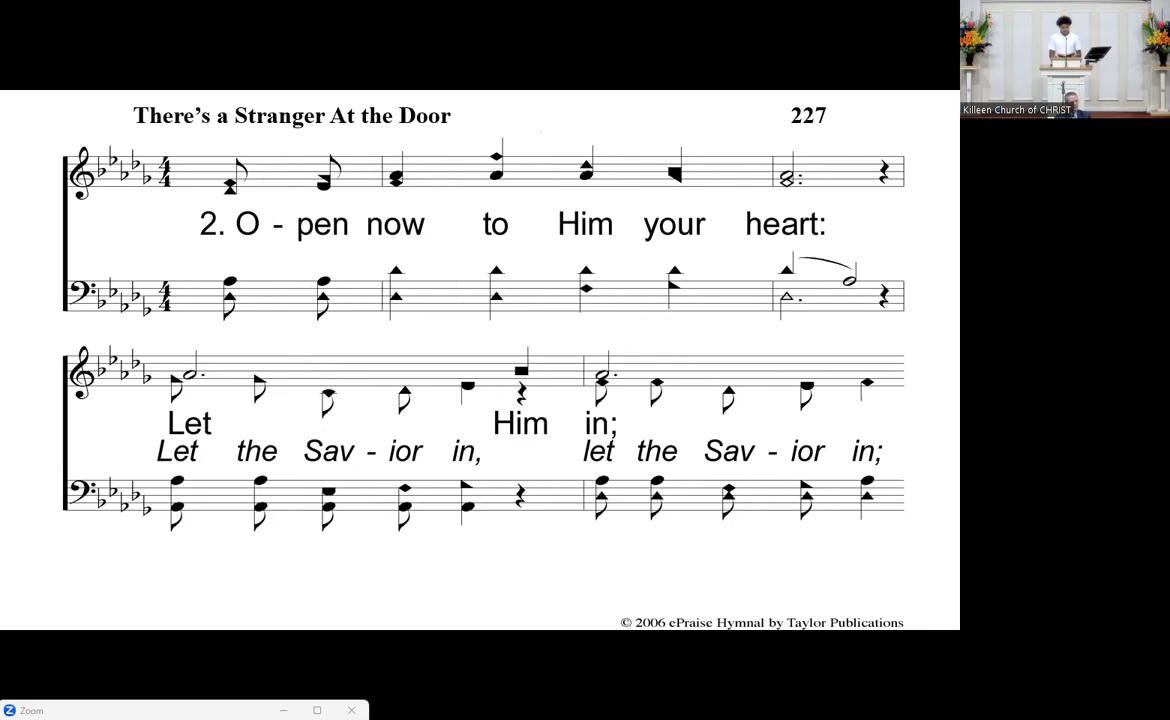 There's a Stranger At the Door 227
Killeen Church of CHRIST
2. O - pen now to Him your heart:
Let Him in;
Let the Sav - ior in, let the Sav - ior in;
© 2006 ePraise Hymnal by Taylor Publications
Zoom